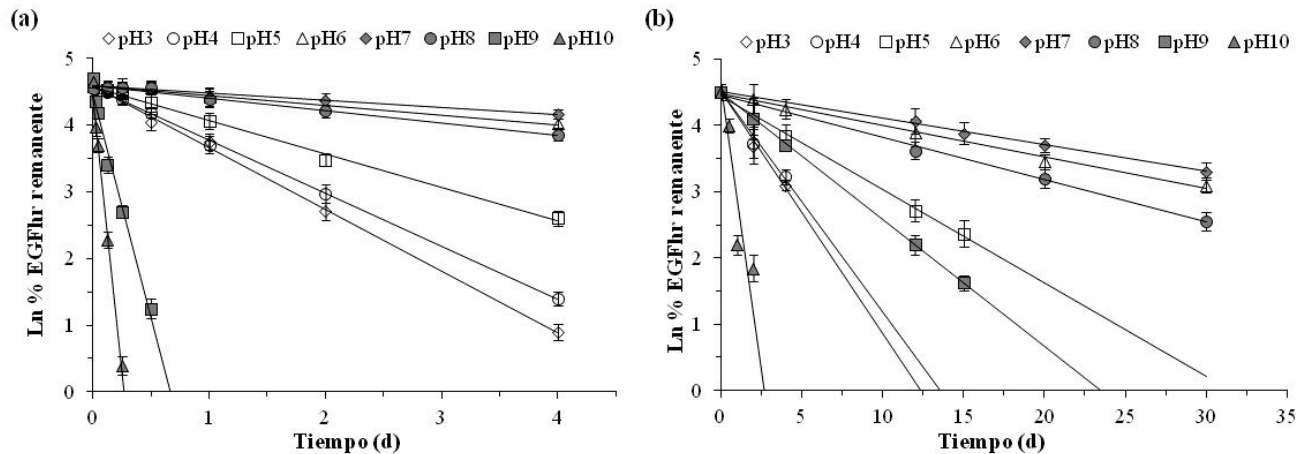 (a)
pH3 pH4 pH5 pH6 pH7 pH8 pH9 pH10
Ln % EGFhr remanente
5
4
3
2
1
0
0 1 2 3 4
Tiempo (d)
(b)
pH3 pH4 pH5 pH6 pH7 pH8 pH9 pH10
Ln % EGFhr remanente
5
4
3
2
1
0
0 5 10 15 20 25 30 35
Tiempo (d)